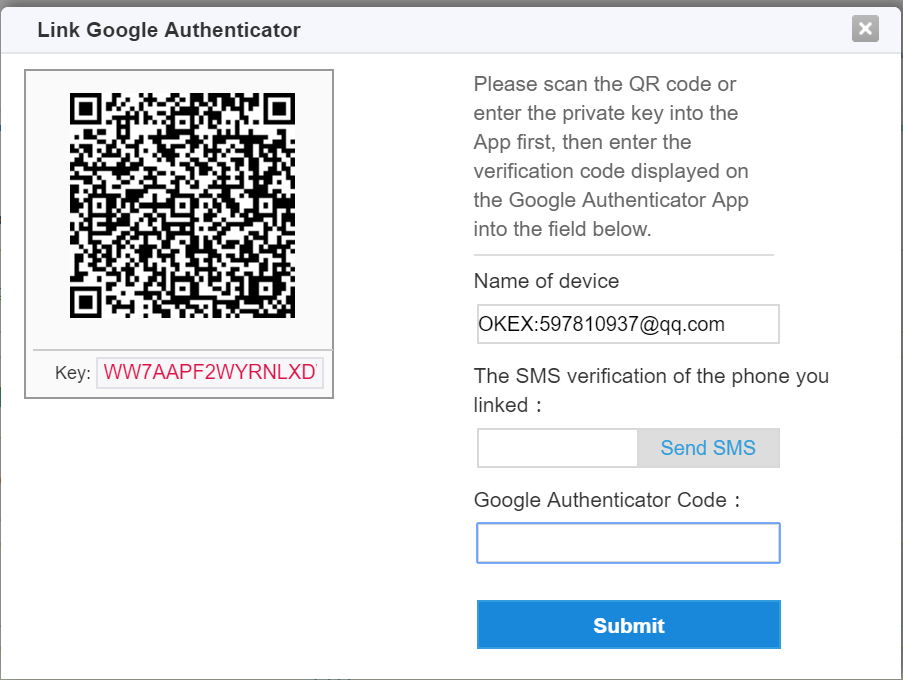 Link Google Authenticator
Please scan the QR code or
enter the private key into the
App first, then enter the
verification code displayed on
the Google Authenticator App
into the field below.
Key: WW7AAPF2WYRNLXD
Name of device
OKEX:597810937@qq.com
The SMS verification of the phone you
linked：
Send SMS
Google Authenticator Code：
Submit